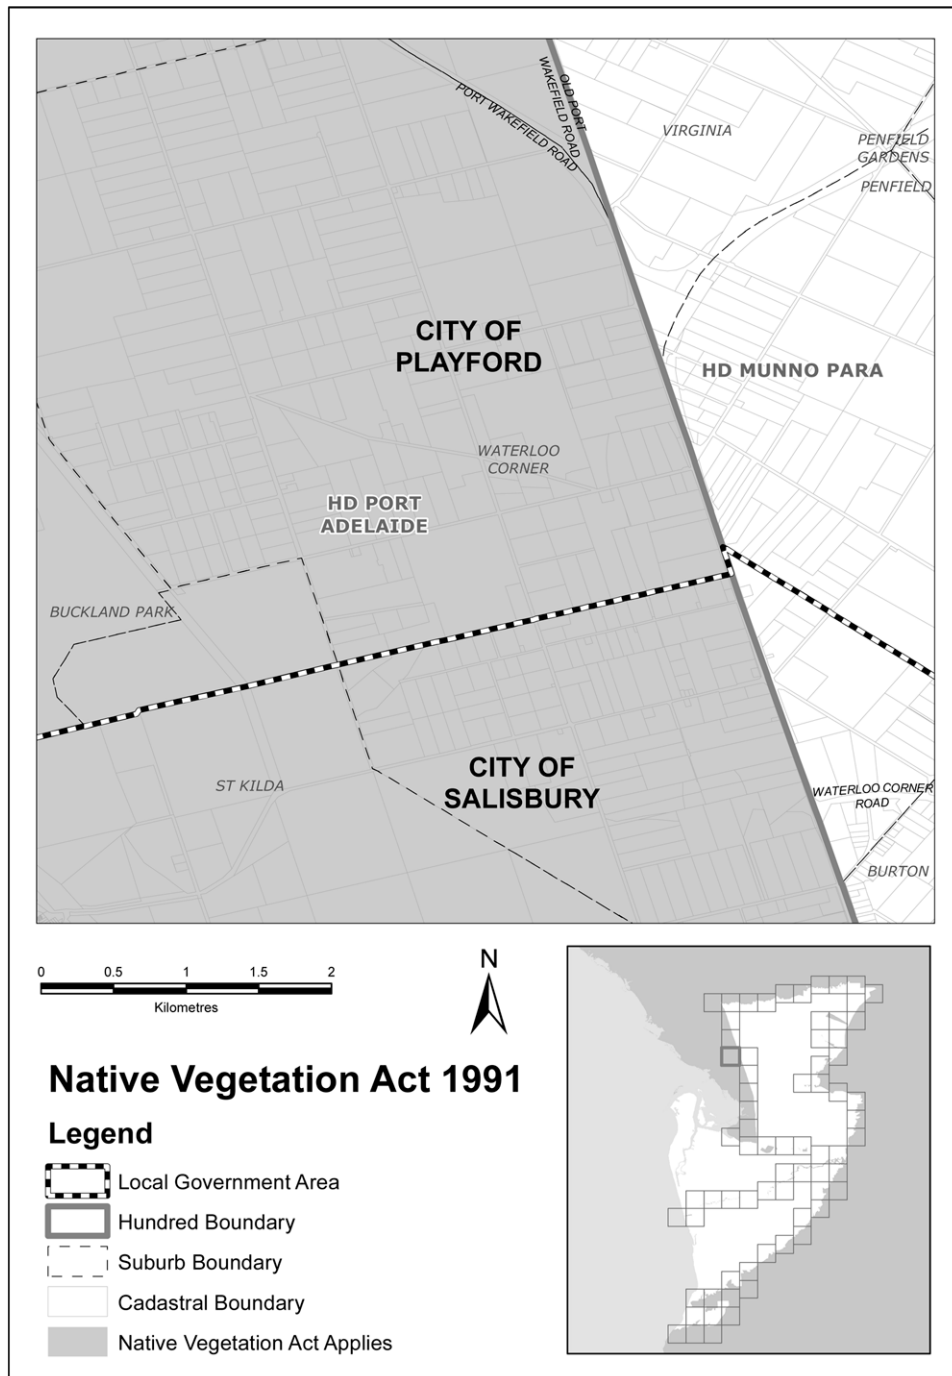 OLD PORT
WAKEFIELD ROAD
PORT WAKEFIELD ROAD
VIRGINIA
PENFIELD
GARDENS
PENFIELD
CITY OF
PLAYFORD
HD MUNNO PARA
WATERLOO
CORNER
HD PORT
ADELAIDE
BUCKLAND PARK
ST KILDA
CITY OF
SALISBURY
WATERLOO CORNER
ROAD
BURTON
0 0.5 1 1.5 2
Kilometres
N
Native Vegetation Act 1991
Legend
Local Government Area
Hundred Boundary
Suburb Boundary
Cadastral Boundary
Native Vegetation Act Applies